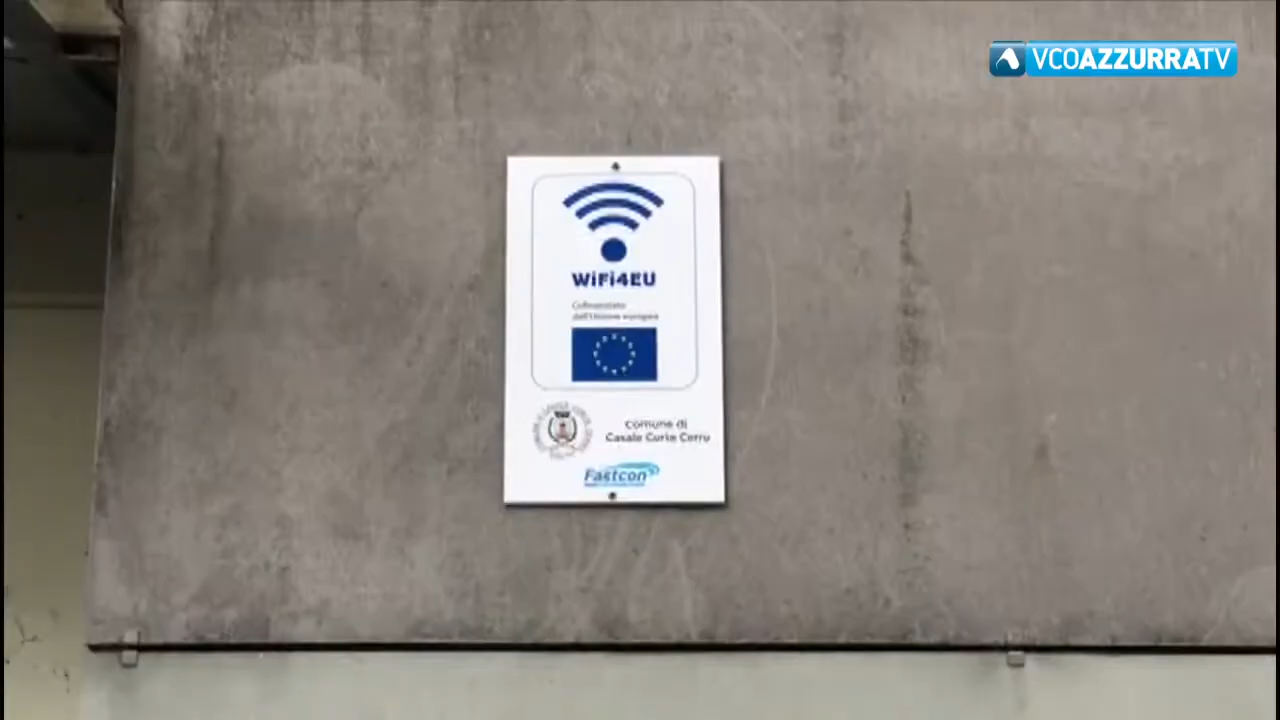 VCOAZZURRATV
WiFi4EU
Cofinanziato
dall'Unione europea
comune di
Casale Corte Cerro
Fastcon